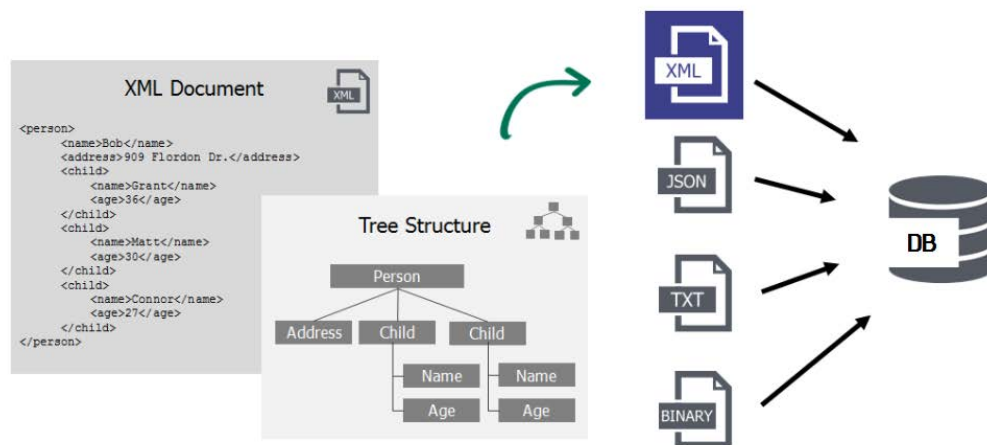 XML Document
XML
<person>
<name>Bob</name>
<address>909 Flordon Dr.</address>
<child>
<name>Grant</name>
<age>36</age>
</child>
<child>
<name>Matt</name>
<age>30</age>
</child>
<child>
<name>Connor</name>
<age>27</age>
</child>
</person>
Tree Structure
Person
Address Child Child
Name Name
Age Age
XML
JSON
TXT
BINARY
DB